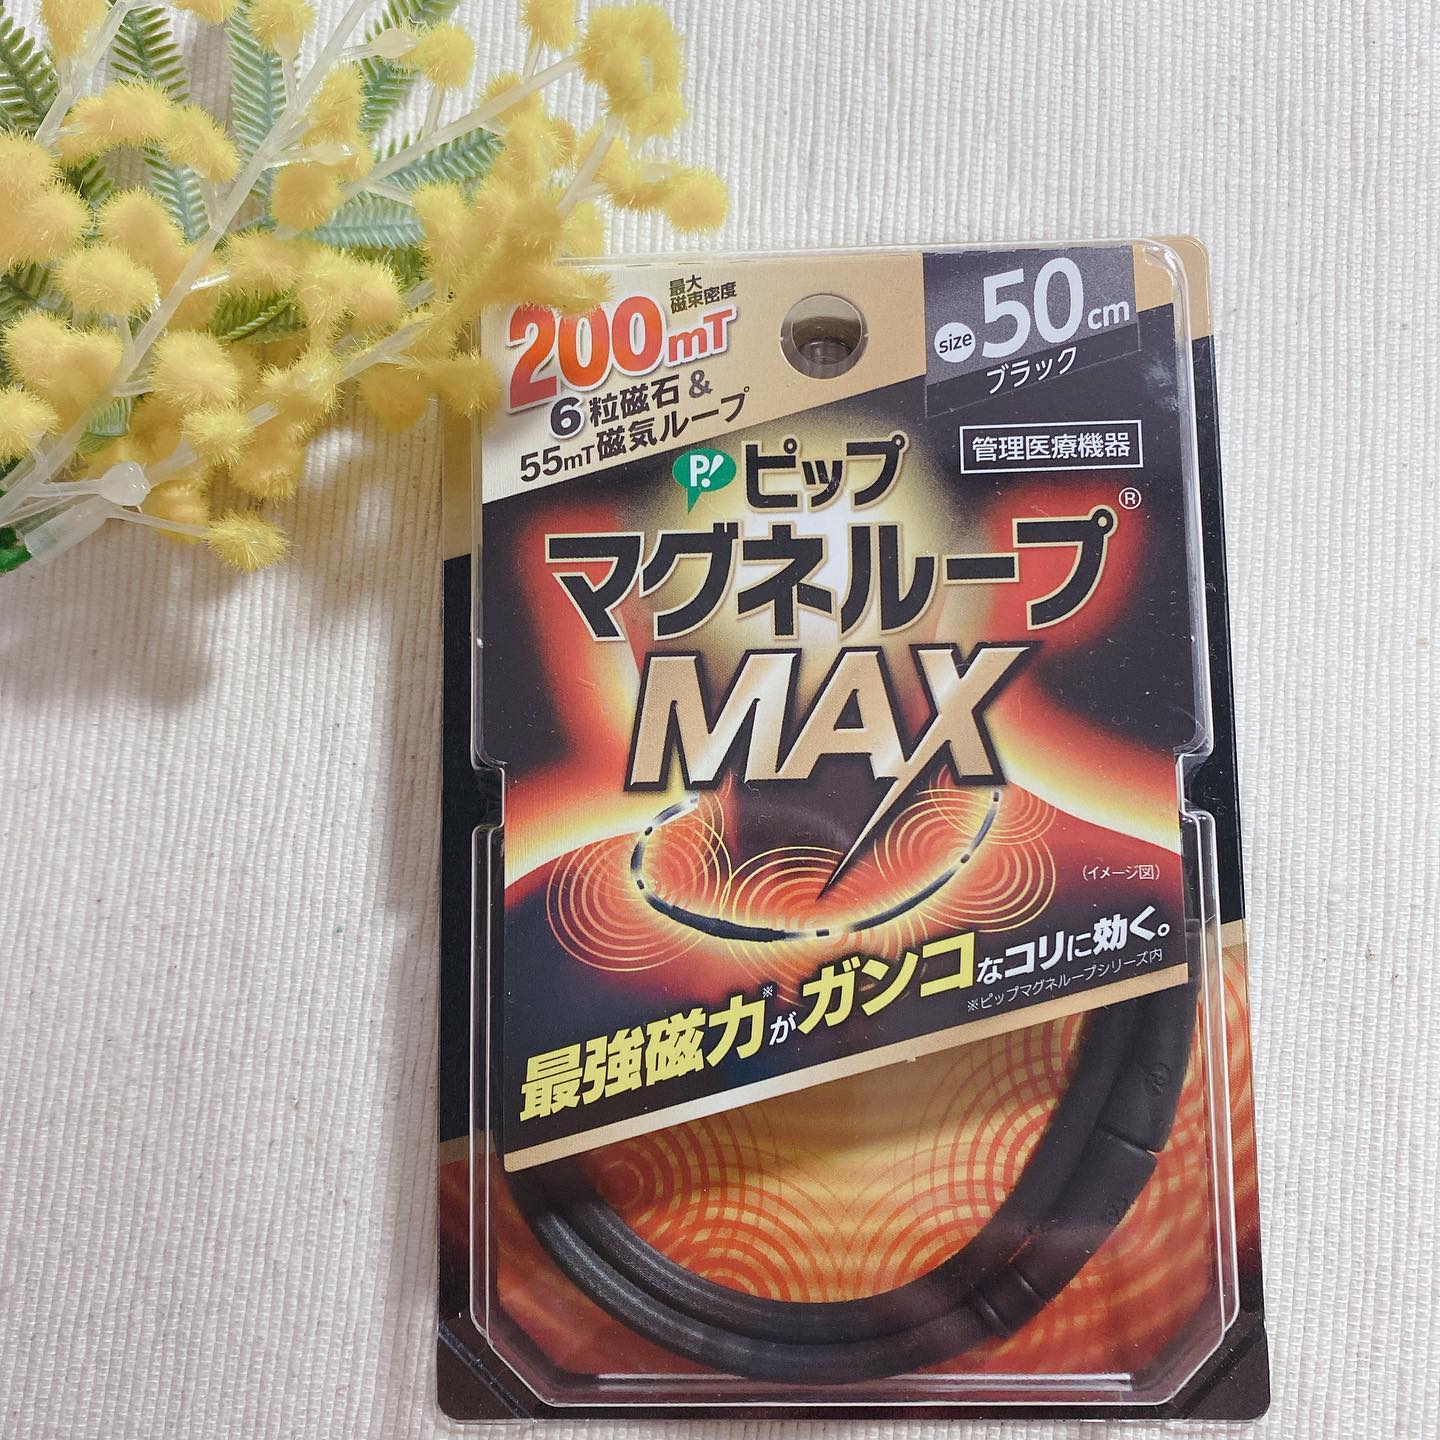 最大
磁束密度
200mT
6粒磁石&
55mT磁気ループ
size 50cm
ブラック
管理医療機器
P! ピップ
マグネループ®
MAX
(イメージ図)
最強磁力※がガンコなコリに効く。
※ピップマグネループシリーズ内